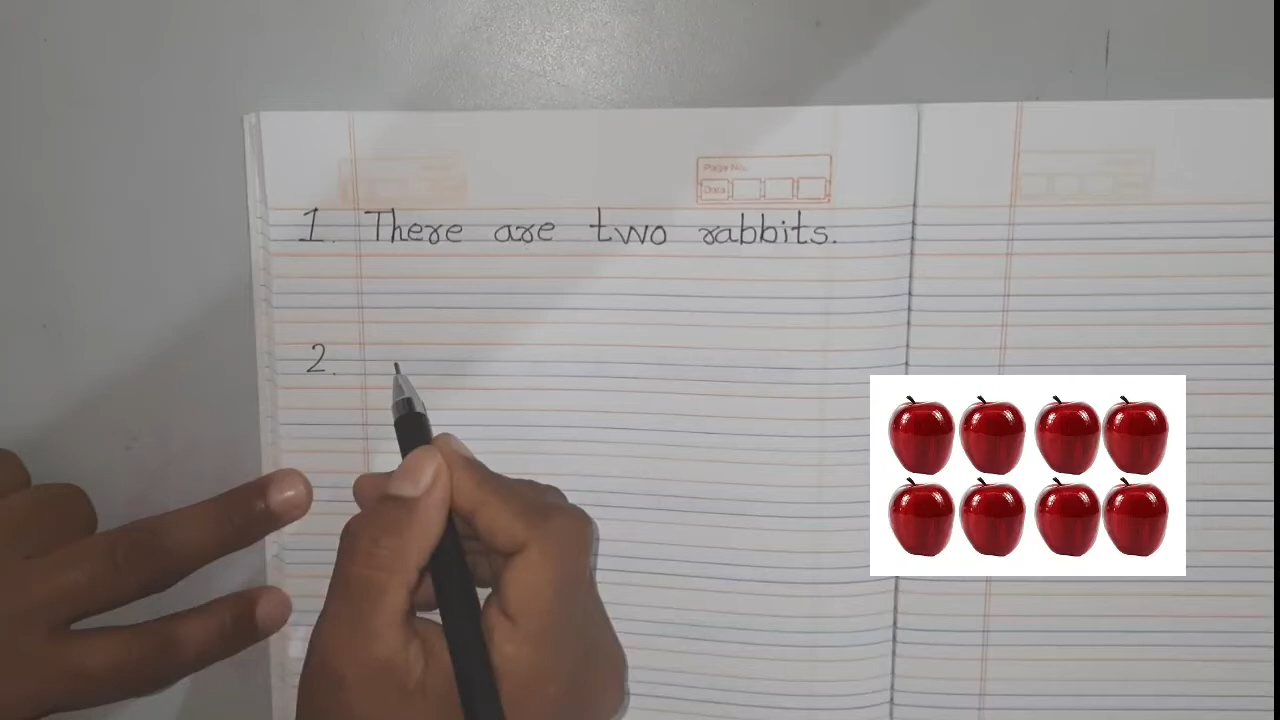 Page No.
Date
1. There are two rabbits.
2.